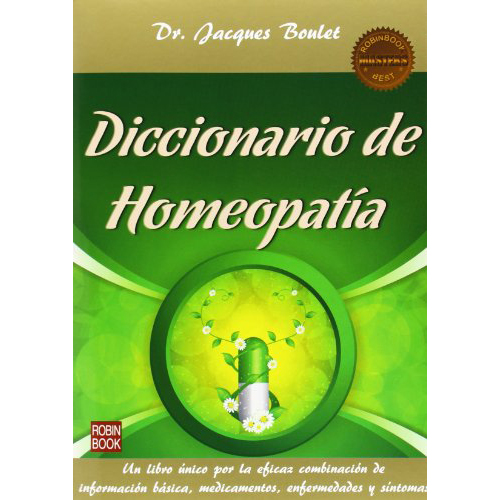 Dr. Jacques Boulet
ROBINBOOK
MASTERS
BEST
Diccionario de
Homeopatía
ROBIN
BOOK
Un libro único por la eficaz combinación de
información básica, medicamentos, enfermedades y síntomas